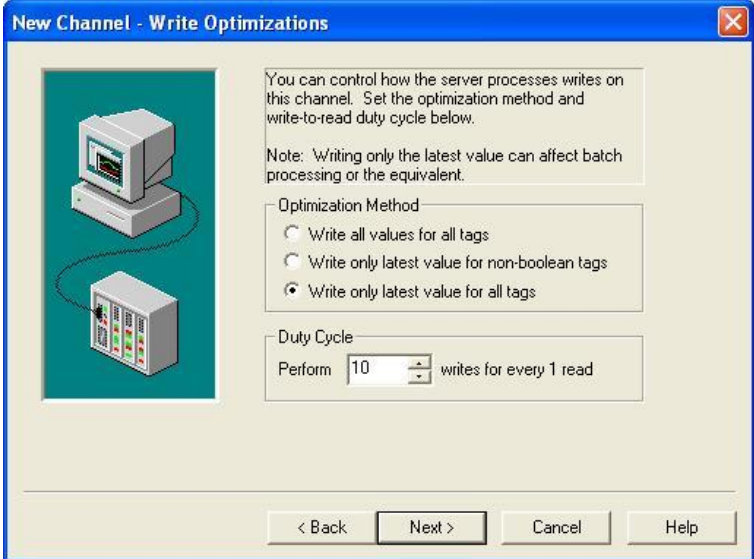 New Channel - Write Optimizations
You can control how the server processes writes on
this channel.  Set the optimization method and
write-to-read duty cycle below.
Note:  Writing only the latest value can affect batch
processing or the equivalent.
Optimization Method
Write all values for all tags
Write only latest value for non-boolean tags
Write only latest value for all tags
Duty Cycle
Perform 10 writes for every 1 read
< Back Next > Cancel Help